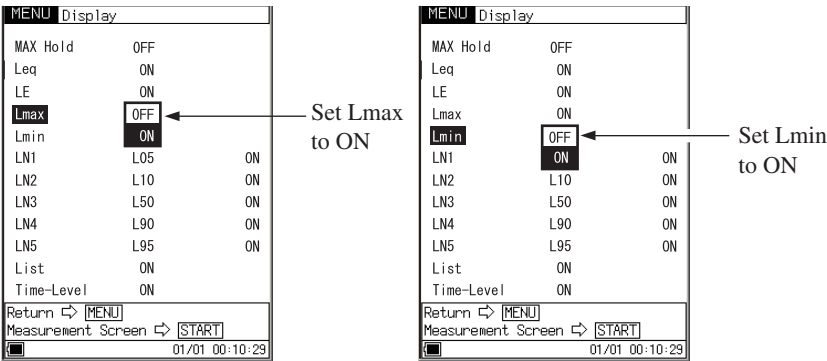 MENU Display
MAX Hold OFF
Leq ON
LE ON
Lmax OFF
Lmin ON
LN1 L05 ON
LN2 L10 ON
LN3 L50 ON
LN4 L90 ON
LN5 L95 ON
List ON
Time-Level ON
Return ⇨ MENU
Measurement Screen ⇨ START
01/01 00:10:29
Set Lmax
to ON
MENU Display
MAX Hold OFF
Leq ON
LE ON
Lmax ON
Lmin OFF
LN1 ON ON
LN2 L10 ON
LN3 L50 ON
LN4 L90 ON
LN5 L95 ON
List ON
Time-Level ON
Return ⇨ MENU
Measurement Screen ⇨ START
01/01 00:10:29
Set Lmin
to ON